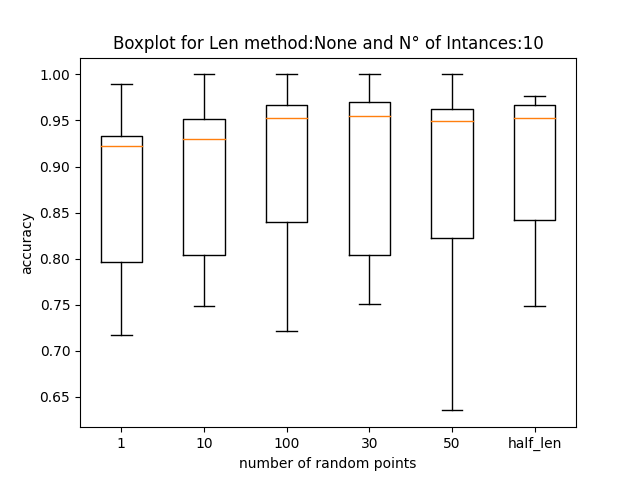 Boxplot for Len method:None and N° of Intances:10
1.00
0.95
0.90
0.85
0.80
0.75
0.70
0.65
accuracy
1 10 100 30 50 half_len
number of random points